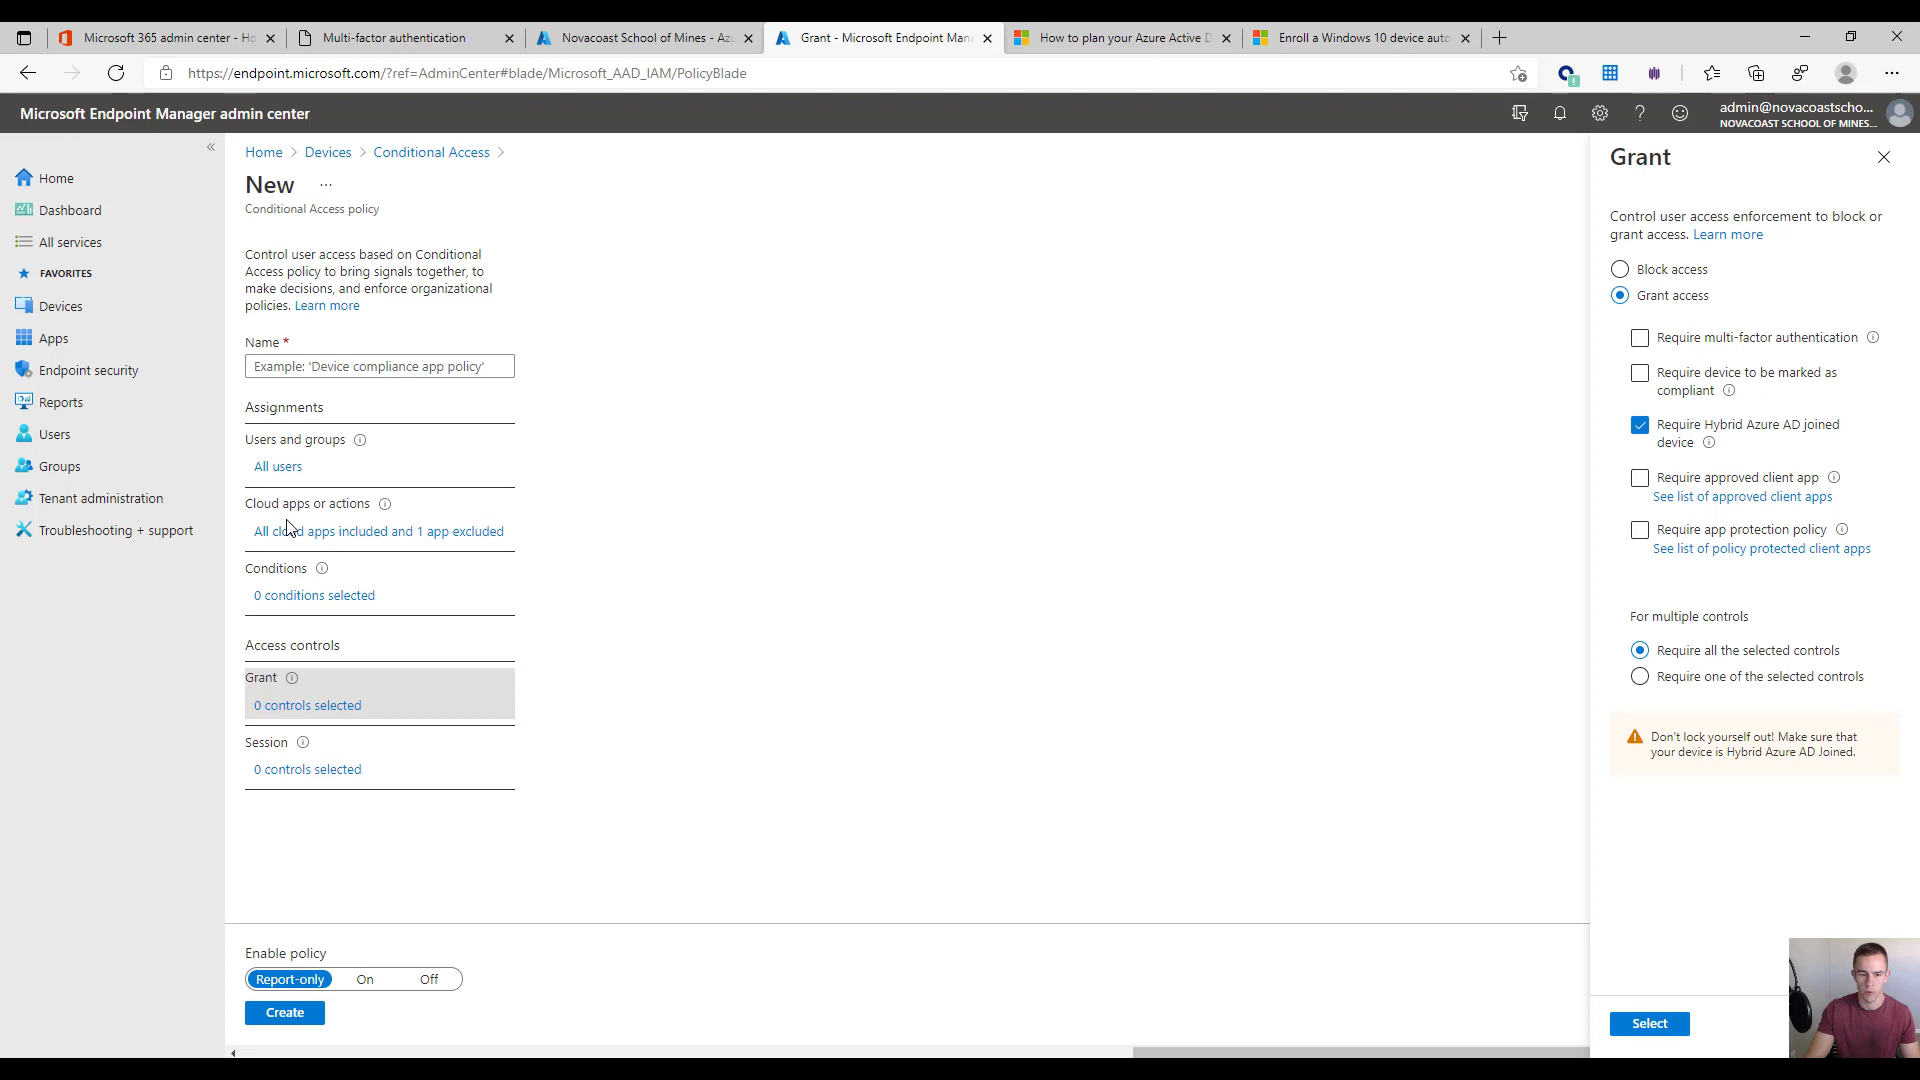 Microsoft 365 admin center - Ho
Multi-factor authentication
Novacoast School of Mines - Azu
Grant - Microsoft Endpoint Mana
How to plan your Azure Active D
Enroll a Windows 10 device auto
https://endpoint.microsoft.com/?ref=AdminCenter#blade/Microsoft_AAD_IAM/PolicyBlade
Microsoft Endpoint Manager admin center
admin@novacoastscho...
NOVACOAST SCHOOL OF MINES...
Home
Dashboard
All services
FAVORITES
Devices
Apps
Endpoint security
Reports
Users
Groups
Tenant administration
Troubleshooting + support
Home > Devices > Conditional Access >
New ...
Conditional Access policy
Control user access based on Conditional
Access policy to bring signals together, to
make decisions, and enforce organizational
policies. Learn more
Name *
Example: 'Device compliance app policy'
Assignments
Users and groups
All users
Cloud apps or actions
All cloud apps included and 1 app excluded
Conditions
0 conditions selected
Access controls
Grant
0 controls selected
Session
0 controls selected
Enable policy
Report-only On Off
Create
Grant
Control user access enforcement to block or
grant access. Learn more
Block access
Grant access
Require multi-factor authentication
Require device to be marked as
compliant
Require Hybrid Azure AD joined
device
Require approved client app
See list of approved client apps
Require app protection policy
See list of policy protected client apps
For multiple controls
Require all the selected controls
Require one of the selected controls
Don't lock yourself out! Make sure that
your device is Hybrid Azure AD Joined.
Select